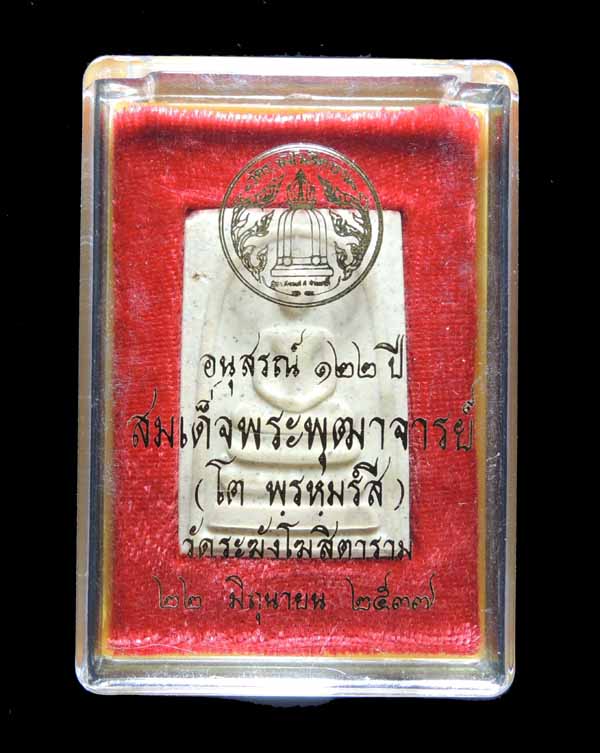 อนุสรณ์ ๑๒๒ ปี
สมเด็จพระพุฒาจารย์
(โต พฺรหฺมรํสี)
วัดระฆังโฆสิตาราม
๒๒ มิถุนายน ๒๕๓๗